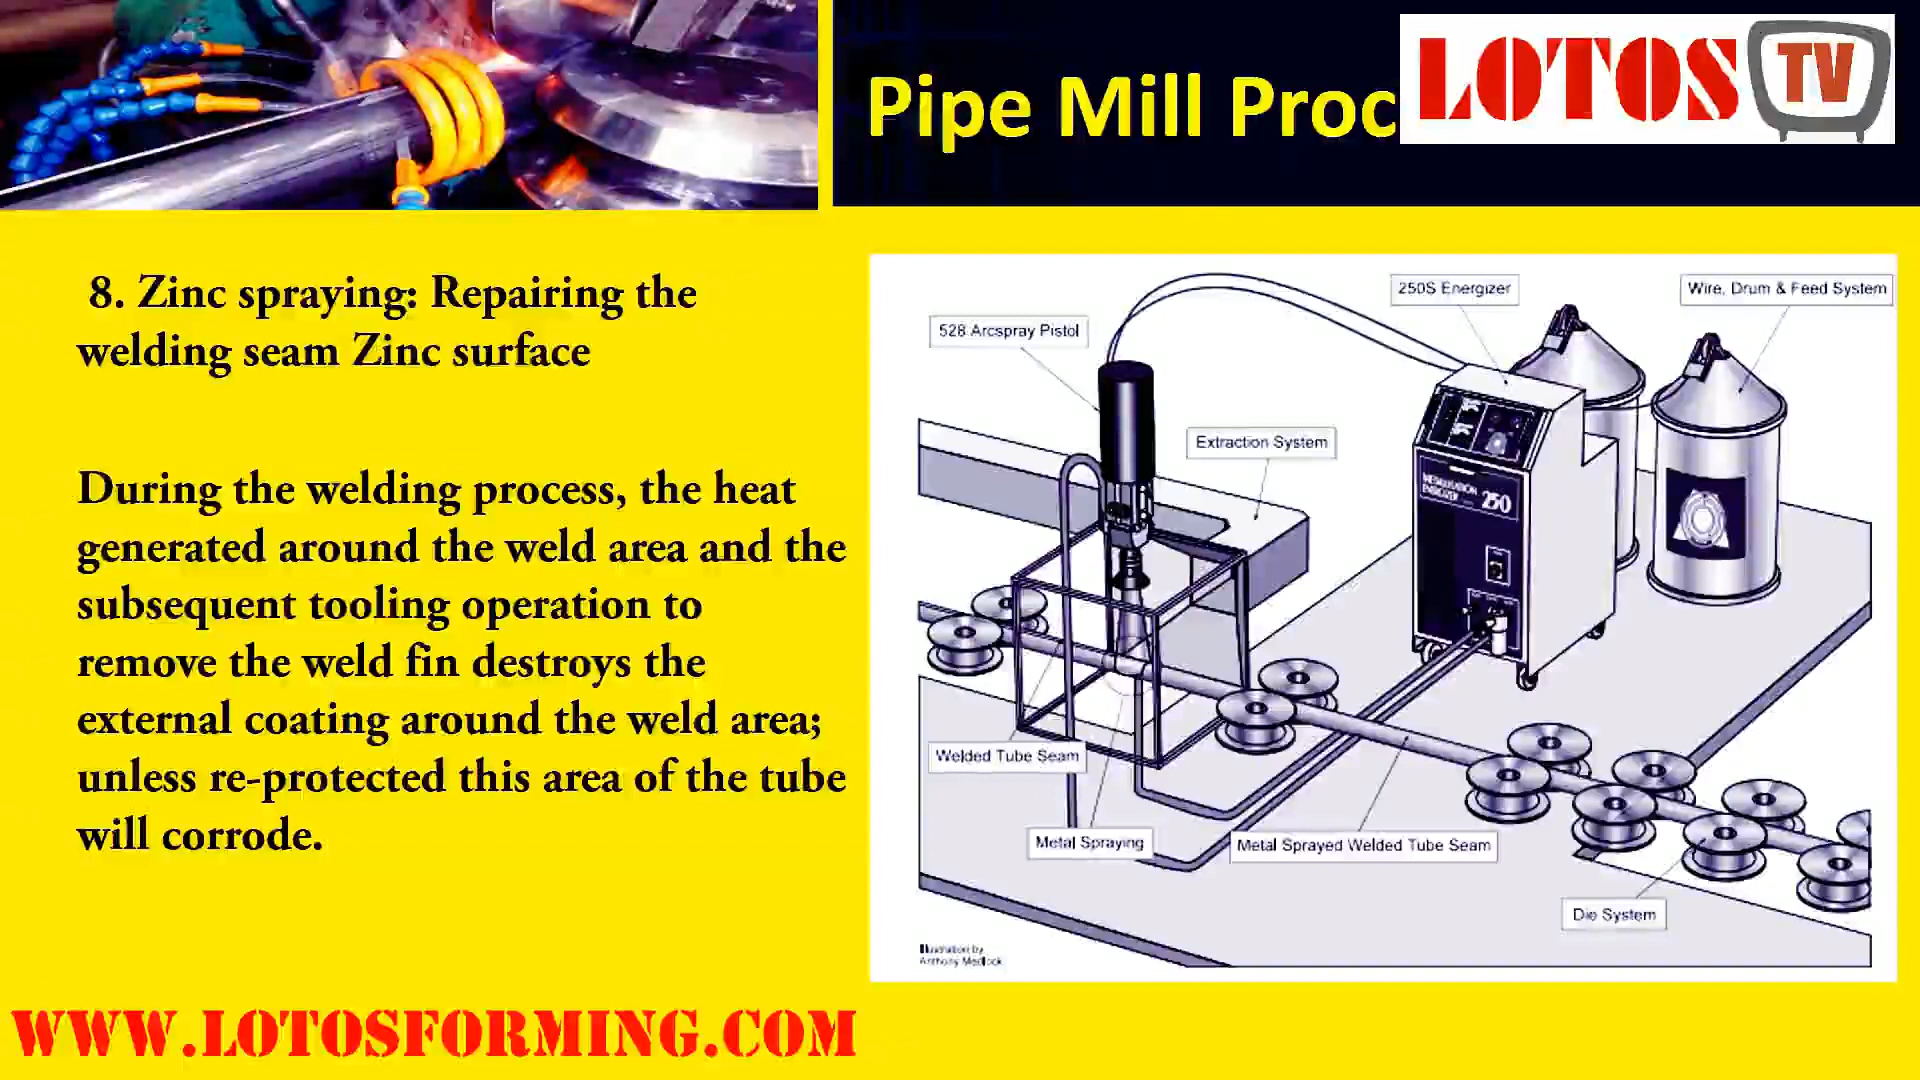 Pipe Mill Proc
LOTOS TV
8. Zinc spraying: Repairing the
welding seam Zinc surface
During the welding process, the heat
generated around the weld area and the
subsequent tooling operation to
remove the weld fin destroys the
external coating around the weld area;
unless re-protected this area of the tube
will corrode.
250S Energizer
Wire, Drum & Feed System
528 Arcspray Pistol
Extraction System
250
Welded Tube Seam
Metal Spraying
Metal Sprayed Welded Tube Seam
Die System
Illustration by
Anthony Medlock
WWW.LOTOSFORMING.COM